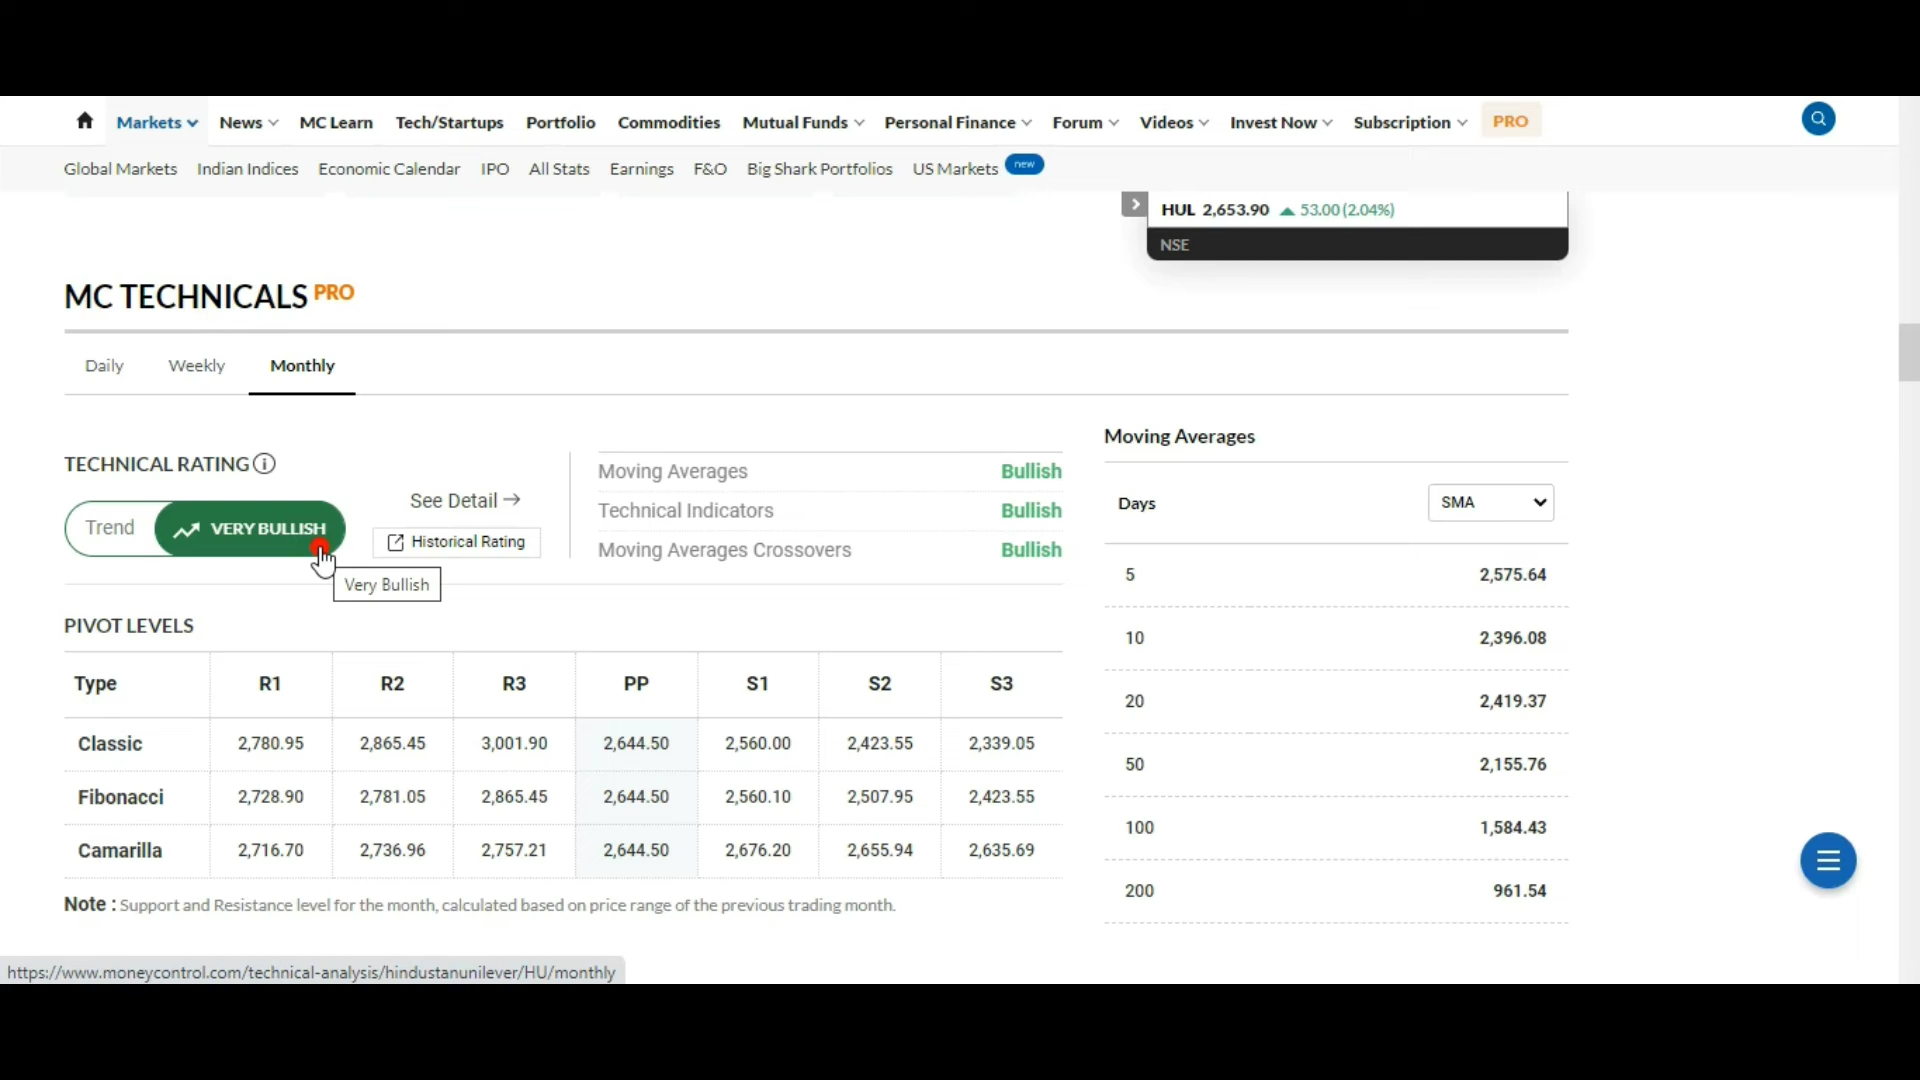 Markets News MC Learn Tech/Startups Portfolio Commodities Mutual Funds Personal Finance Forum Videos Invest Now Subscription PRO
Global Markets Indian Indices Economic Calendar IPO All Stats Earnings F&O Big Shark Portfolios US Markets new
HUL 2,653.90 53.00 (2.04%)
NSE
MC TECHNICALS PRO
Daily Weekly Monthly
TECHNICAL RATING
Trend VERY BULLISH
See Detail
Historical Rating
Very Bullish
Moving Averages Bullish
Technical Indicators Bullish
Moving Averages Crossovers Bullish
PIVOT LEVELS
Type R1 R2 R3 PP S1 S2 S3
Classic 2,780.95 2,865.45 3,001.90 2,644.50 2,560.00 2,423.55 2,339.05
Fibonacci 2,728.90 2,781.05 2,865.45 2,644.50 2,560.10 2,507.95 2,423.55
Camarilla 2,716.70 2,736.96 2,757.21 2,644.50 2,676.20 2,655.94 2,635.69
Note : Support and Resistance level for the month, calculated based on price range of the previous trading month.
Moving Averages
Days SMA
5 2,575.64
10 2,396.08
20 2,419.37
50 2,155.76
100 1,584.43
200 961.54
https://www.moneycontrol.com/technical-analysis/hindustanunilever/HU/monthly